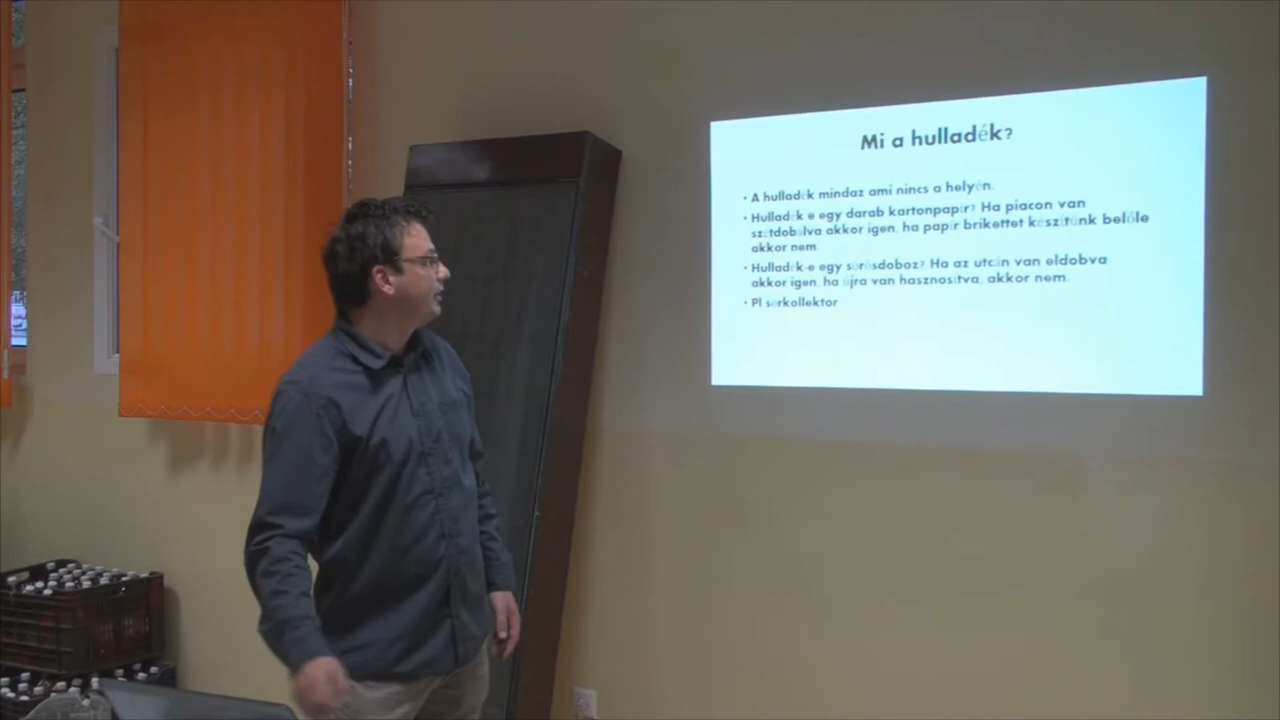 Mi a hulladék?
• A hulladék mindaz ami nincs a helyén.
• Hulladék e egy darab kartonpapír? Ha piacon van
szétdobálva akkor igen, ha papír brikettet készítünk belőle
akkor nem.
• Hulladék-e egy sörösdoboz? Ha az utcán van eldobva
akkor igen, ha újra van hasznosítva, akkor nem.
• Pl sörkollektor